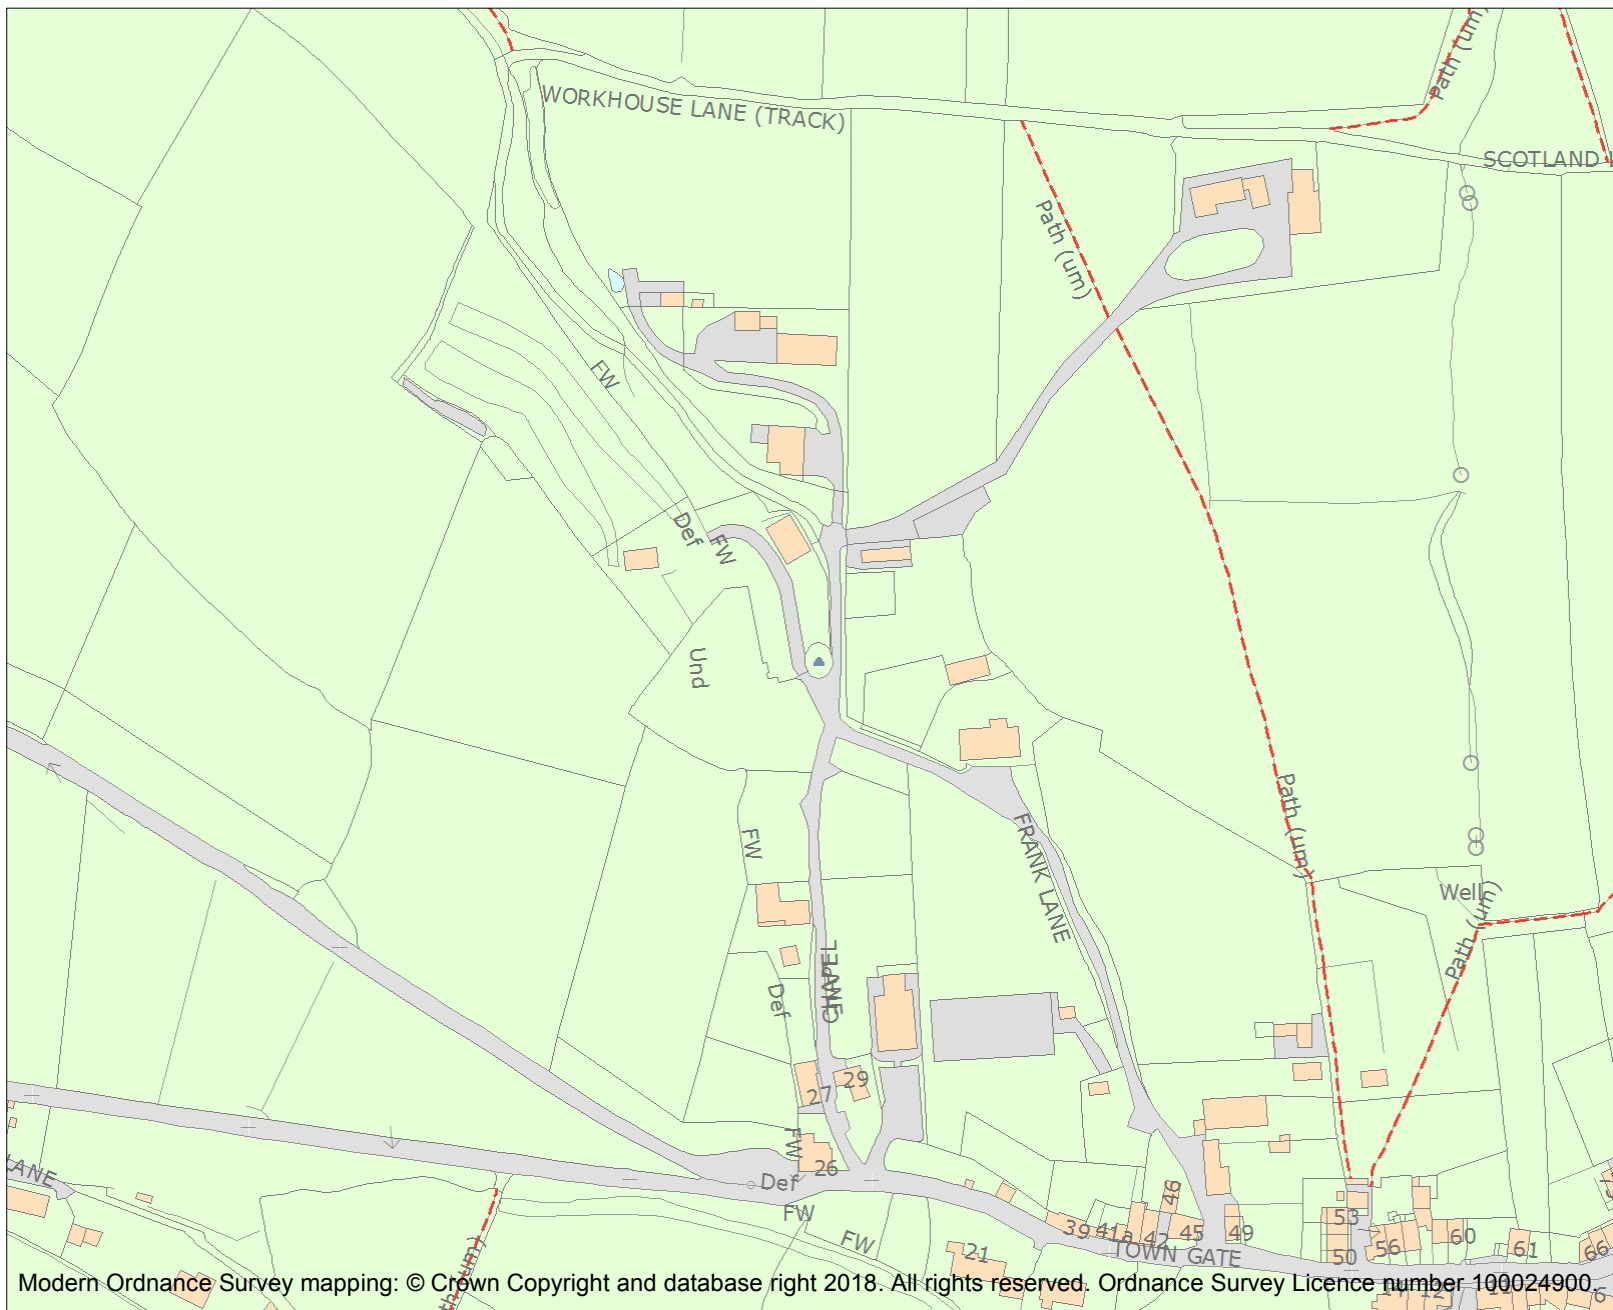 Path (um)
WORKHOUSE LANE (TRACK)
SCOTLAND L
Path (um)
FW
Def
FW
Und
Path (um)
FW
FRANK LANE
Well
Path (um)
CHAPEL
LANE
Def
29
27
FW
26
LANE
Def
46
FW
53
39
41a
42
45
49
60
FW
21
TOWN GATE
50
56
61
66
th (um)
Modern Ordnance Survey mapping: © Crown Copyright and database right 2018. All rights reserved. Ordnance Survey Licence number 100024900.
12